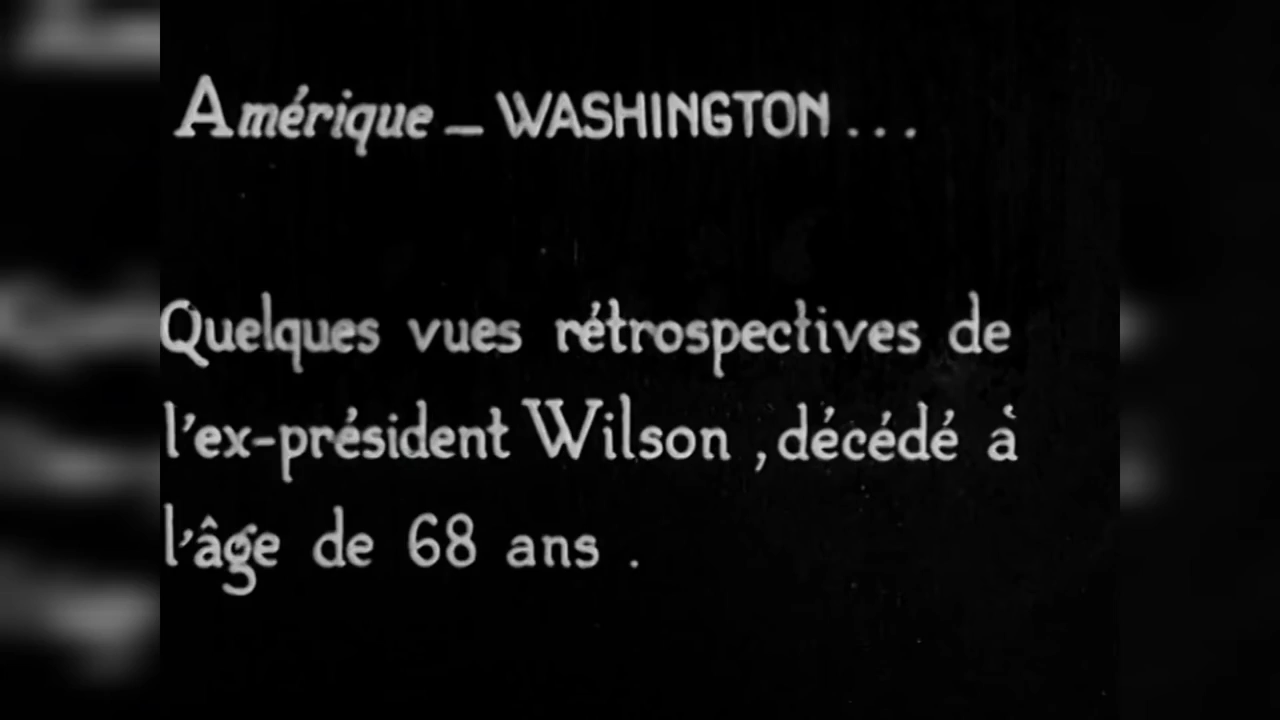 Amérique – WASHINGTON . . .
Quelques vues rétrospectives de
l'ex-président Wilson , décédé à
l'âge de 68 ans .